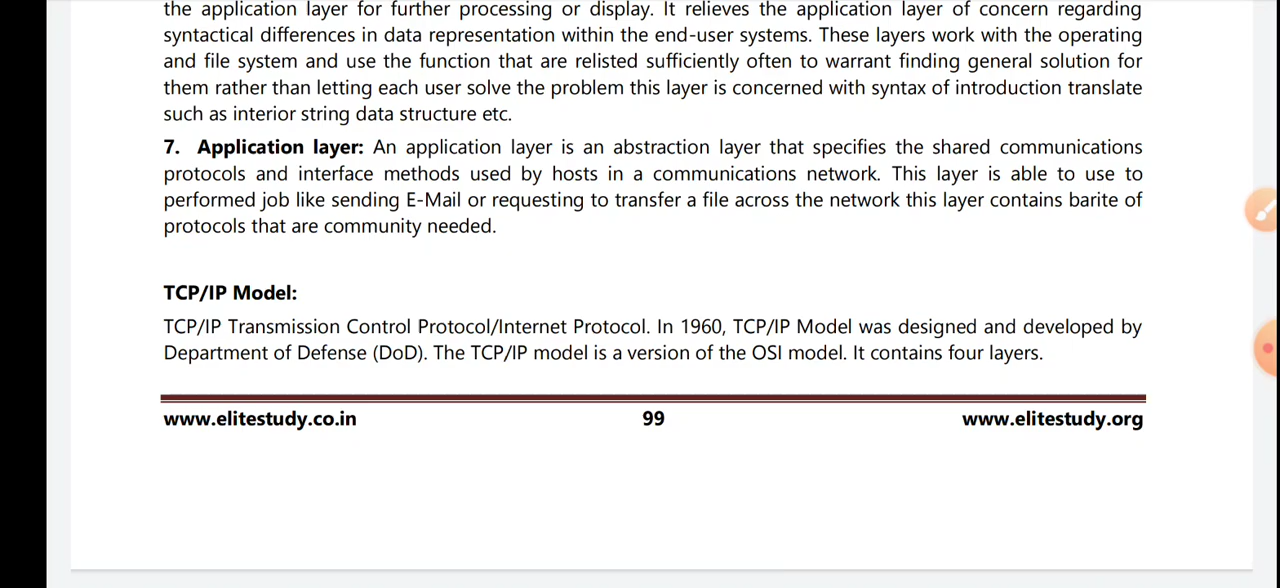 the application layer for further processing or display. It relieves the application layer of concern regarding
syntactical differences in data representation within the end-user systems. These layers work with the operating
and file system and use the function that are relisted sufficiently often to warrant finding general solution for
them rather than letting each user solve the problem this layer is concerned with syntax of introduction translate
such as interior string data structure etc.
7. Application layer: An application layer is an abstraction layer that specifies the shared communications
protocols and interface methods used by hosts in a communications network. This layer is able to use to
performed job like sending E-Mail or requesting to transfer a file across the network this layer contains barite of
protocols that are community needed.
TCP/IP Model:
TCP/IP Transmission Control Protocol/Internet Protocol. In 1960, TCP/IP Model was designed and developed by
Department of Defense (DoD). The TCP/IP model is a version of the OSI model. It contains four layers.
www.elitestudy.co.in 99 www.elitestudy.org